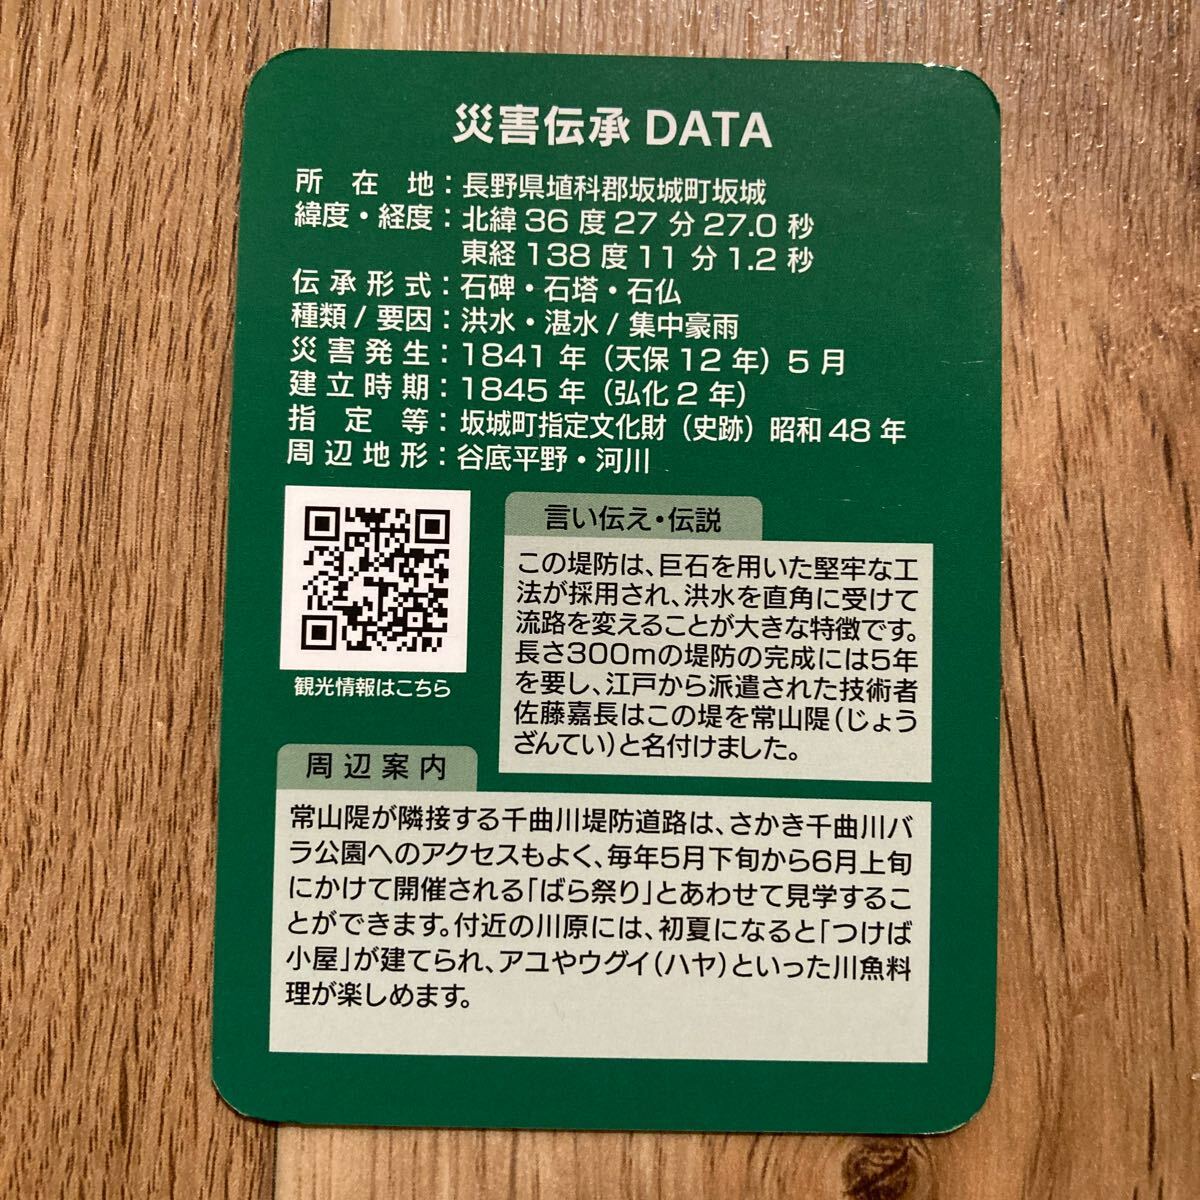 災害伝承 DATA
所在地：長野県埴科郡坂城町坂城
緯度・経度：北緯 36 度 27 分 27.0 秒
東経 138 度 11 分 1.2 秒
伝承形式：石碑・石塔・石仏
種類 / 要因：洪水・湛水 / 集中豪雨
災害発生：1841 年（天保 12 年）5 月
建立時期：1845 年（弘化 2 年）
指定等：坂城町指定文化財（史跡）昭和 48 年
周辺地形：谷底平野・河川
観光情報はこちら
言い伝え・伝説
この堤防は、巨石を用いた堅牢な工
法が採用され、洪水を直角に受けて
流路を変えることが大きな特徴です。
長さ300mの堤防の完成には5年
を要し、江戸から派遣された技術者
佐藤嘉長はこの堤を常山隄（じょう
ざんてい）と名付けました。
周辺案内
常山隄が隣接する千曲川堤防道路は、さかき千曲川バ
ラ公園へのアクセスもよく、毎年5月下旬から6月上旬
にかけて開催される「ばら祭り」とあわせて見学するこ
とができます。付近の川原には、初夏になると「つけば
小屋」が建てられ、アユやウグイ（ハヤ）といった川魚料
理が楽しめます。